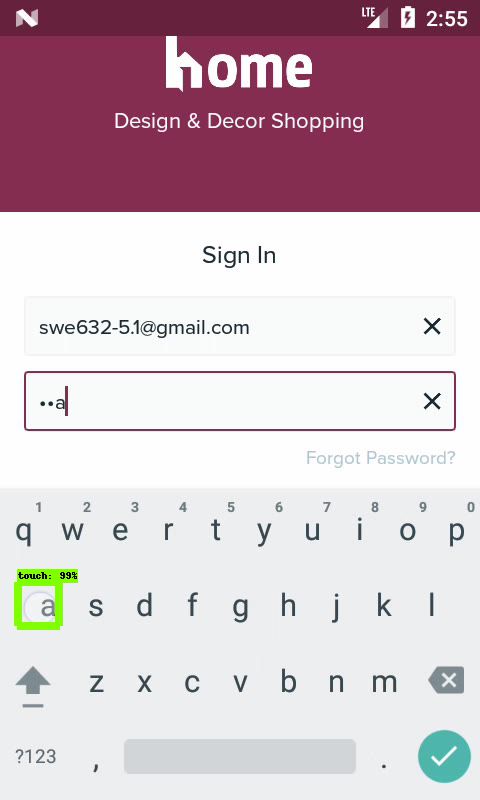 LTE 2:55
home
Design & Decor Shopping
Sign In
swe632-5.1@gmail.com
••a
Forgot Password?
1 2 3 4 5 6 7 8 9 0
q w e r t y u i o p
touch: 99%
a s d f g h j k l
z x c v b n m
?123 , .